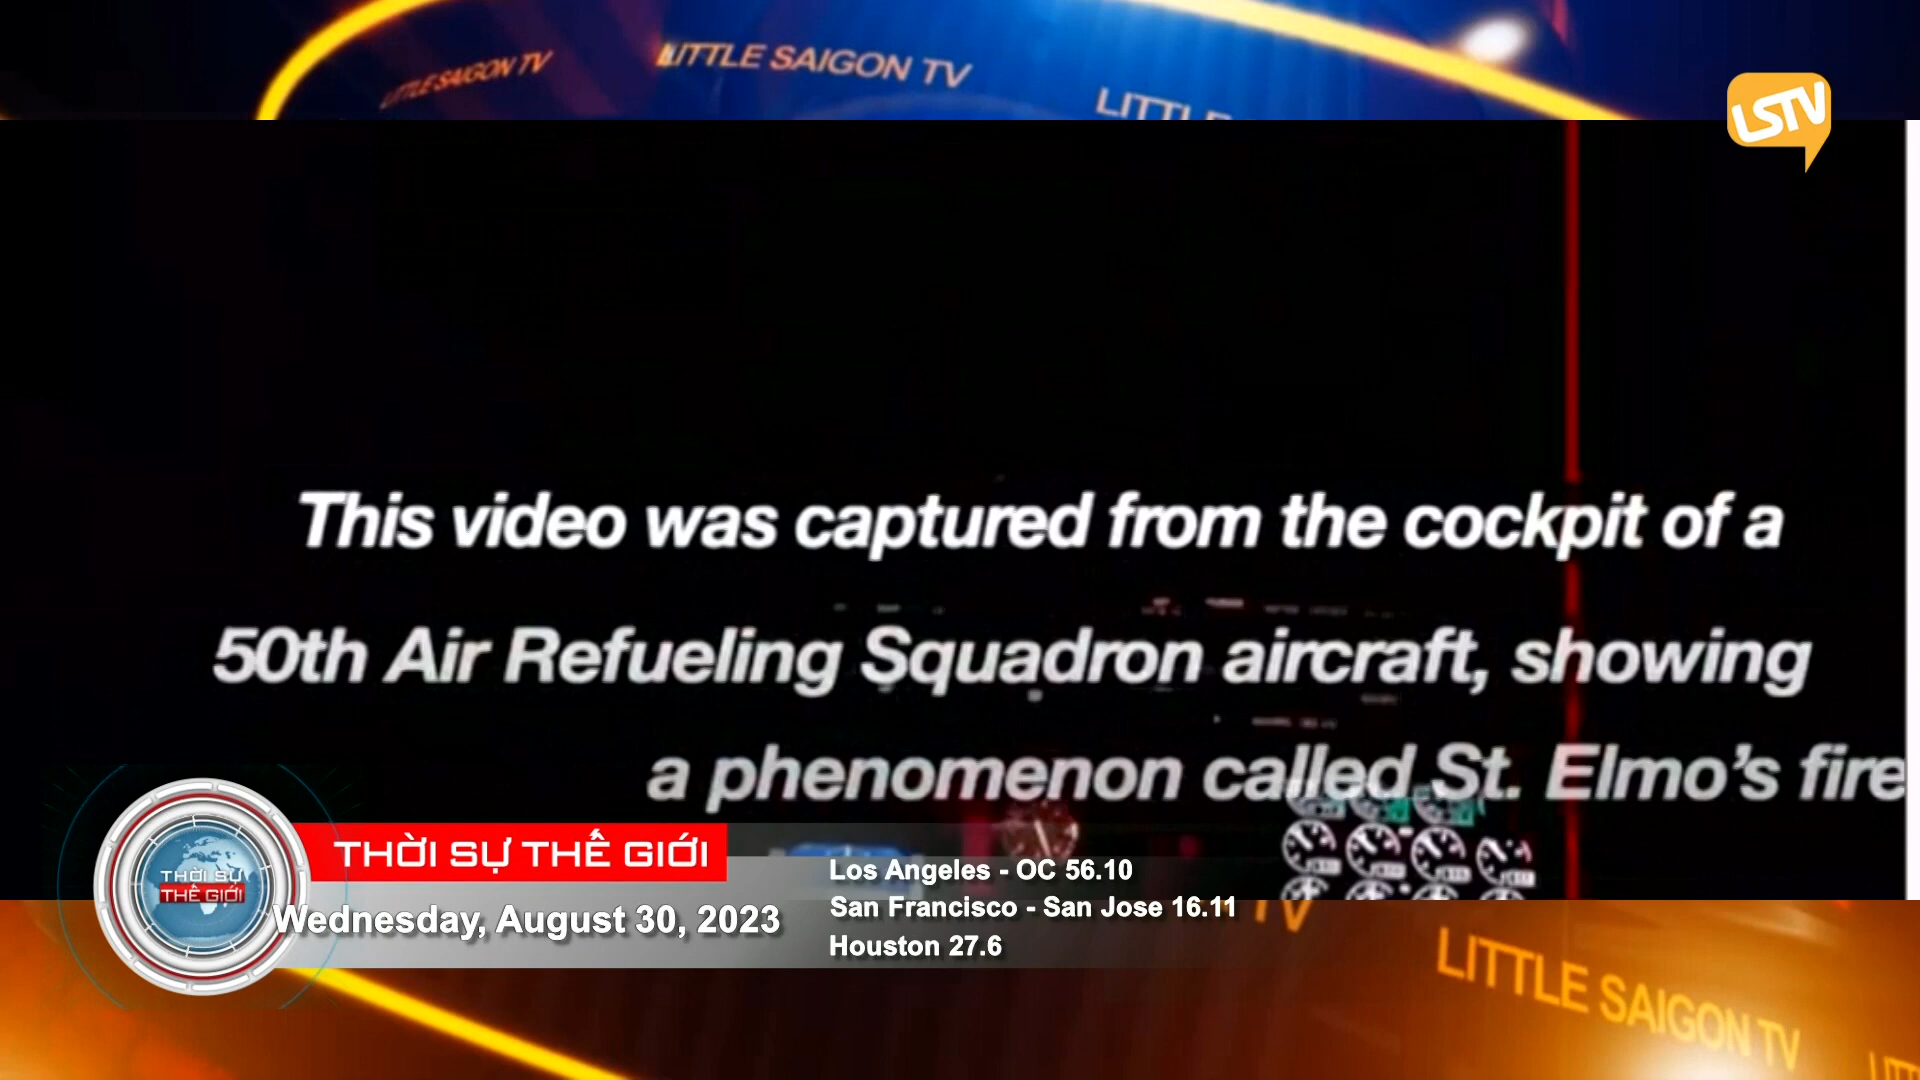 LITTLE SAIGON TV
LITTLE SAIGON TV
LSTV
This video was captured from the cockpit of a
50th Air Refueling Squadron aircraft, showing
a phenomenon called St. Elmo's fire
THỜI SỰ THẾ GIỚI
THỜI SỰ
THẾ GIỚI
Wednesday, August 30, 2023
Los Angeles - OC 56.10
San Francisco - San Jose 16.11
Houston 27.6
TV
LITTLE SAIGON TV